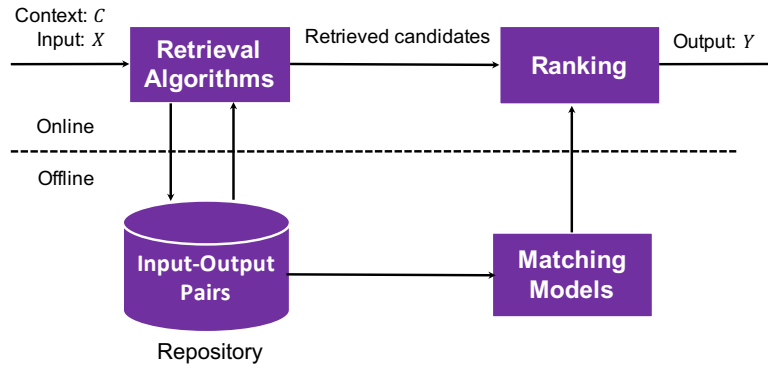 Context: C
Input: X
Retrieval
Algorithms
Retrieved candidates
Ranking
Output: Y
Online
Offline
Input-Output
Pairs
Matching
Models
Repository